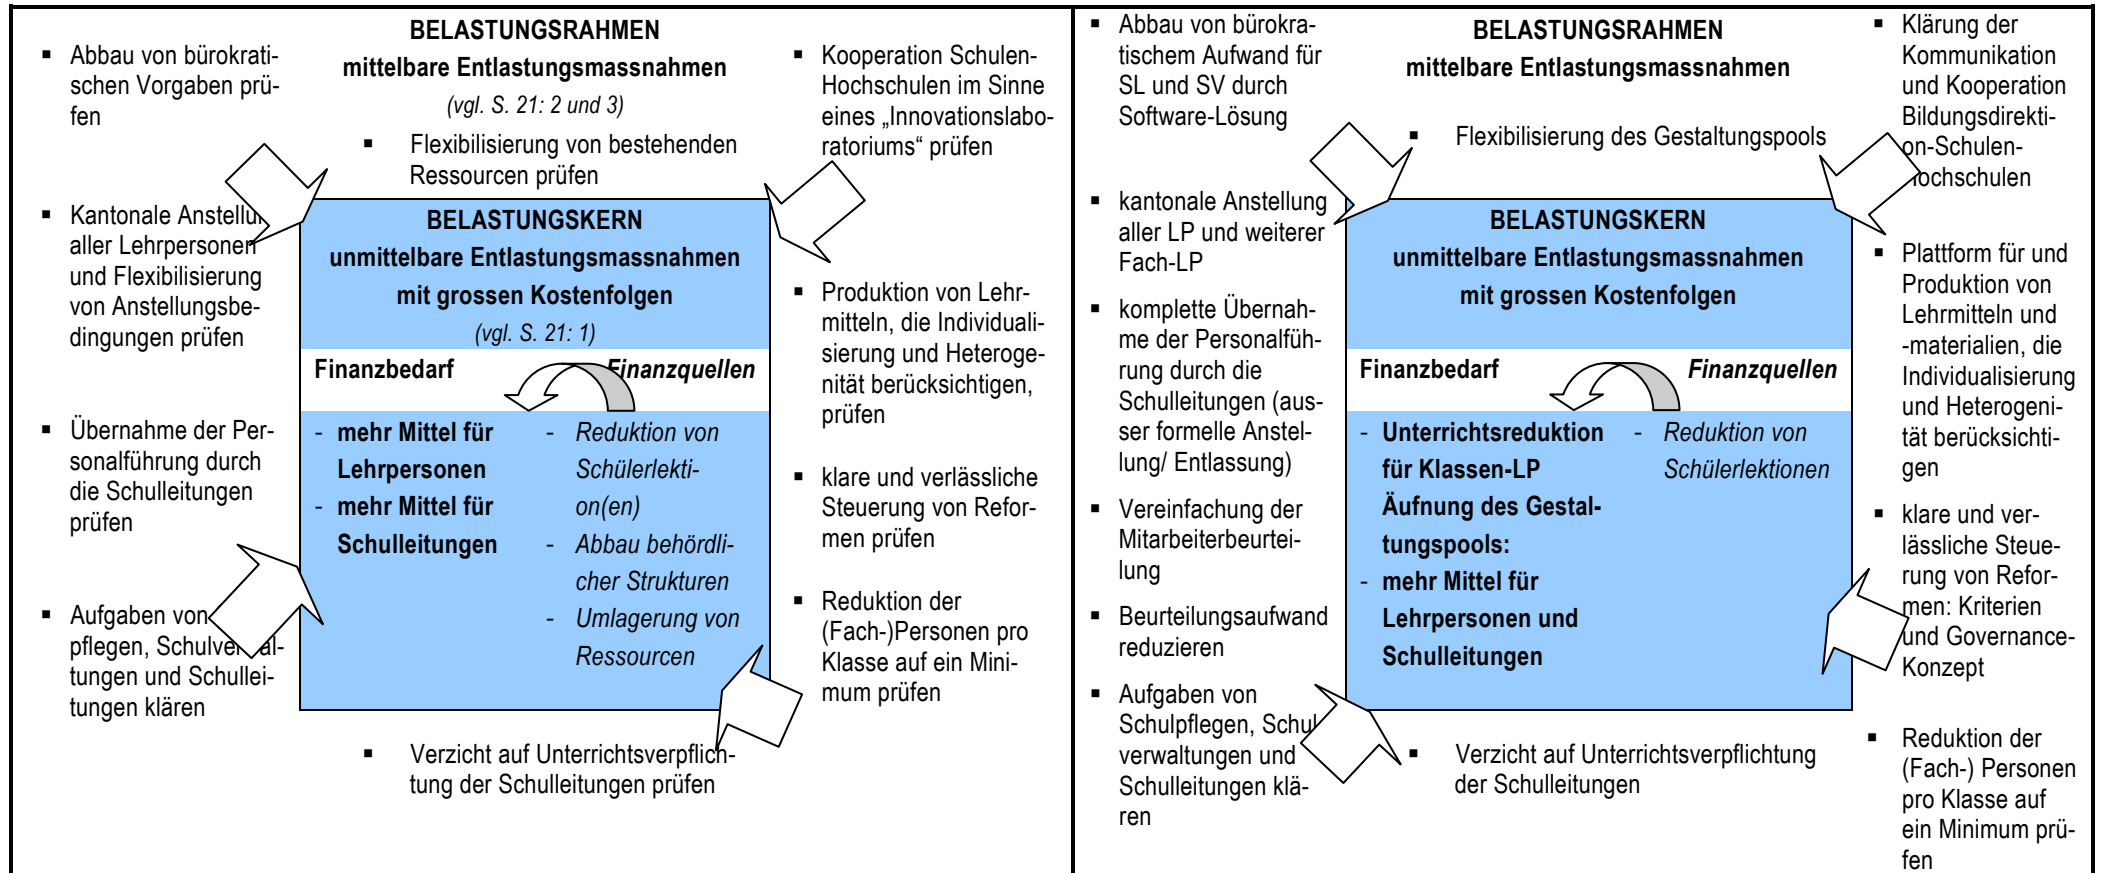 BELASTUNGSRAHMEN
mittelbare Entlastungsmassnahmen
(vgl. S. 21: 2 und 3)
▪ Abbau von bürokrati-
schen Vorgaben prü-
fen
▪ Flexibilisierung von bestehenden
Ressourcen prüfen
▪ Kooperation Schulen-
Hochschulen im Sinne
eines „Innovationslabo-
ratoriums“ prüfen
▪ Kantonale
aller Lehrpersonen
und Flexibilisierung
von Anstellungsbe-
dingungen prüfen
▪ Übernahme der Per-
sonalführung durch
die Schulleitungen
prüfen
▪ Aufgaben von
pflegen,
tungen und Schullei-
tungen klären
BELASTUNGSKERN
unmittelbare Entlastungsmassnahmen
mit grossen Kostenfolgen
(vgl. S. 21: 1)
Finanzbedarf Finanzquellen
- mehr Mittel für
Lehrpersonen
- mehr Mittel für
Schulleitungen
- Reduktion von
Schülerlekti-
on(en)
- Abbau behördli-
cher Strukturen
- Umlagerung von
Ressourcen
▪ Produktion von Lehr-
mitteln, die Individuali-
sierung und Heteroge-
nität berücksichtigen,
prüfen
▪ klare und verlässliche
Steuerung von Refor-
men prüfen
▪ Reduktion der
(Fach-)Personen pro
Klasse auf ein Mini-
mum prüfen
▪ Verzicht auf Unterrichtsverpflich-
tung der Schulleitungen prüfen
▪ Abbau von bürokra-
tischem Aufwand für
SL und SV durch
Software-Lösung
BELASTUNGSRAHMEN
mittelbare Entlastungsmassnahmen
▪ Flexibilisierung des Gestaltungspools
▪ Klärung der
Kommunikation
und Kooperation
Bildungsdirekti-
on-Schulen-
Hochschulen
▪ kantonale Anstellung
aller LP und weiterer
Fach-LP
▪ komplette Übernah-
me der Personalfüh-
rung durch die
Schulleitungen (aus-
ser formelle Anstel-
lung/ Entlassung)
▪ Vereinfachung der
Mitarbeiterbeurtei-
lung
▪ Beurteilungsaufwand
reduzieren
▪ Aufgaben von
Schulpflegen, Schul
verwaltungen und
Schulleitungen klä-
ren
BELASTUNGSKERN
unmittelbare Entlastungsmassnahmen
mit grossen Kostenfolgen
Finanzbedarf Finanzquellen
- Unterrichtsreduktion
für Klassen-LP
Äufnung des Gestal-
tungspools:
- mehr Mittel für
Lehrpersonen und
Schulleitungen
- Reduktion von
Schülerlektionen
▪ Plattform für und
Produktion von
Lehrmitteln und
-materialien, die
Individualisierung
und Heterogeni-
tät berücksichti-
gen
▪ klare und ver-
lässliche Steue-
rung von Refor-
men: Kriterien
und Governance-
Konzept
▪ Reduktion der
(Fach-) Personen
pro Klasse auf
ein Minimum prü-
fen
▪ Verzicht auf Unterrichtsverpflichtung
der Schulleitungen